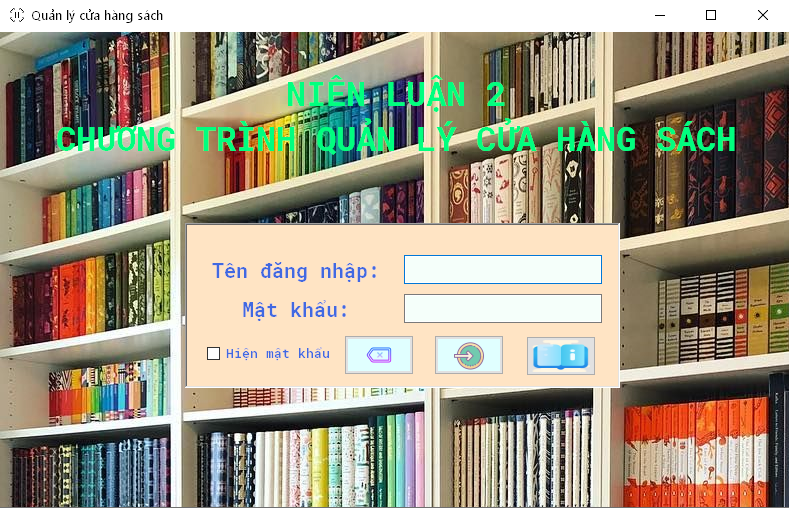 Quản lý cửa hàng sách
NIÊN LUẬN 2
CHƯƠNG TRÌNH QUẢN LÝ CỬA HÀNG SÁCH
Tên đăng nhập:
Mật khẩu:
Hiện mật khẩu